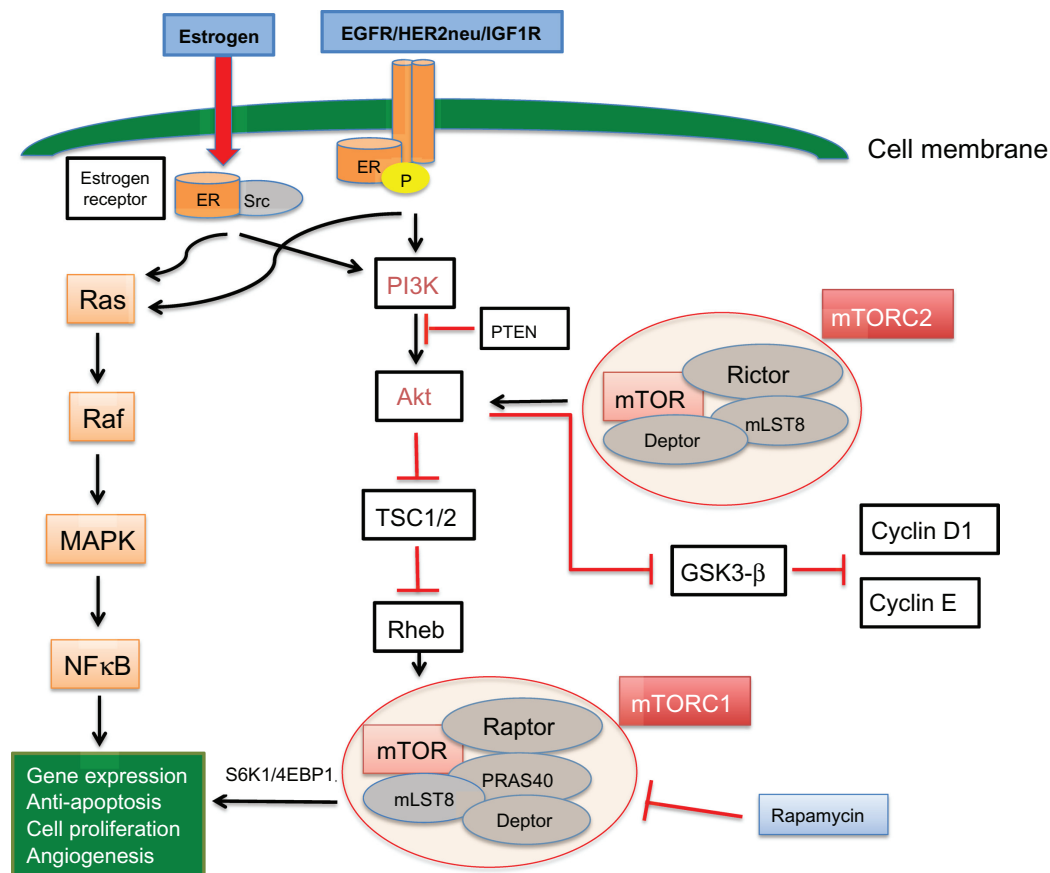 Estrogen
EGFR/HER2neu/IGF1R
Cell membrane
Estrogen
receptor
ER
Src
ER
P
Ras
PI3K
PTEN
mTORC2
Raf
Akt
Rictor
mTOR
mLST8
Deptor
MAPK
TSC1/2
GSK3-β
Cyclin D1
Cyclin E
NFκB
Rheb
mTORC1
Raptor
mTOR
PRAS40
mLST8
Deptor
S6K1/4EBP1.
Rapamycin
Gene expression
Anti-apoptosis
Cell proliferation
Angiogenesis